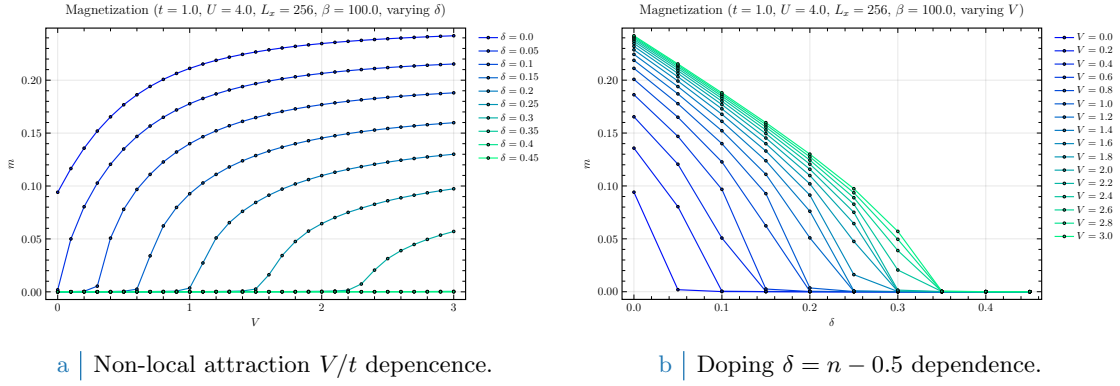 Magnetization (t = 1.0, U = 4.0, Lₓ = 256, β = 100.0, varying δ)
m
0.20
0.15
0.10
0.05
0.00
0
1
2
3
V
δ = 0.0
δ = 0.05
δ = 0.1
δ = 0.15
δ = 0.2
δ = 0.25
δ = 0.3
δ = 0.35
δ = 0.4
δ = 0.45
a | Non-local attraction V/t depencence.
Magnetization (t = 1.0, U = 4.0, Lₓ = 256, β = 100.0, varying V)
m
0.20
0.15
0.10
0.05
0.00
0.0
0.1
0.2
0.3
0.4
δ
V = 0.0
V = 0.2
V = 0.4
V = 0.6
V = 0.8
V = 1.0
V = 1.2
V = 1.4
V = 1.6
V = 1.8
V = 2.0
V = 2.2
V = 2.4
V = 2.6
V = 2.8
V = 3.0
b | Doping δ = n − 0.5 dependence.